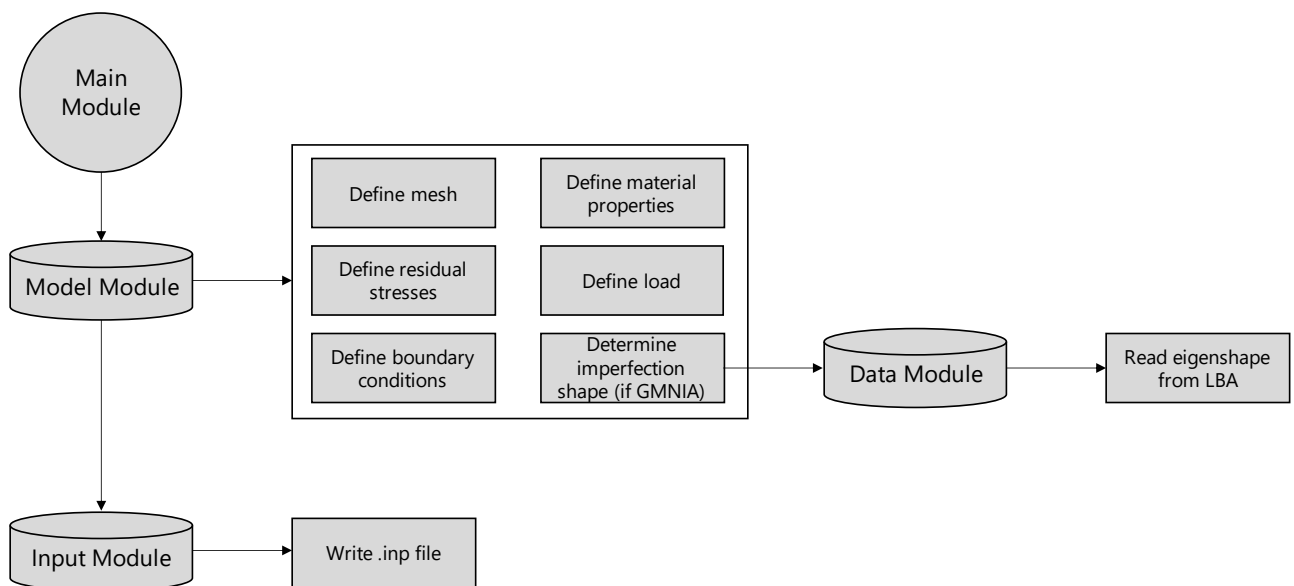 Main
Module
Define mesh
Define material
properties
Model Module
Define residual
stresses
Define load
Define boundary
conditions
Determine
imperfection
shape (if GMNIA)
Data Module
Read eigenshape
from LBA
Input Module
Write .inp file